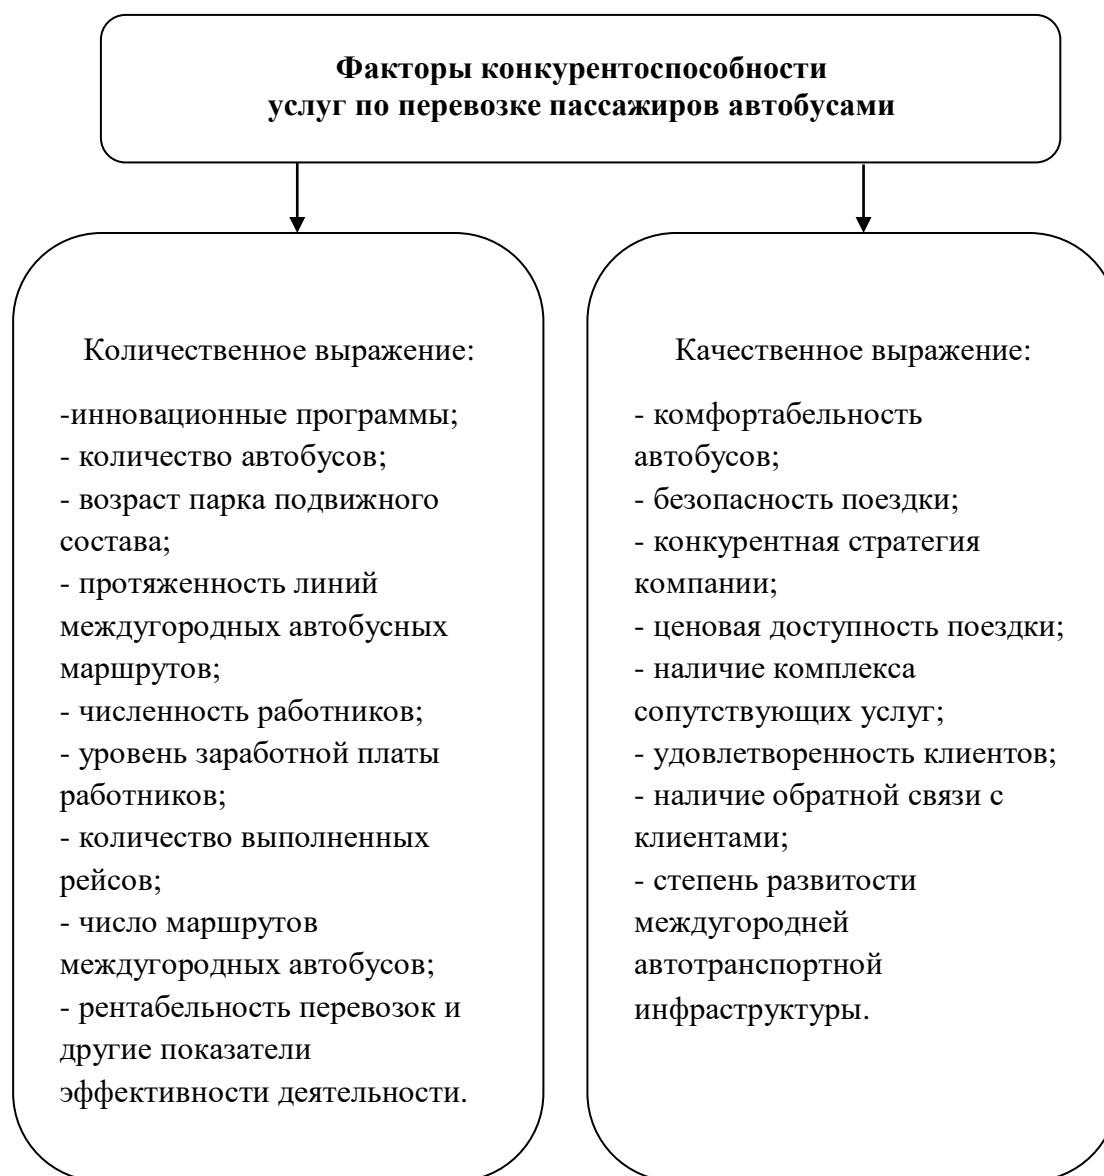 Факторы конкурентоспособности
услуг по перевозке пассажиров автобусами
Количественное выражение:
-инновационные программы;
- количество автобусов;
- возраст парка подвижного
состава;
- протяженность линий
междугородных автобусных
маршрутов;
- численность работников;
- уровень заработной платы
работников;
- количество выполненных
рейсов;
- число маршрутов
междугородных автобусов;
- рентабельность перевозок и
другие показатели
эффективности деятельности.
Качественное выражение:
- комфортабельность
автобусов;
- безопасность поездки;
- конкурентная стратегия
компании;
- ценовая доступность поездки;
- наличие комплекса
сопутствующих услуг;
- удовлетворенность клиентов;
- наличие обратной связи с
клиентами;
- степень развитости
междугородней
автотранспортной
инфраструктуры.